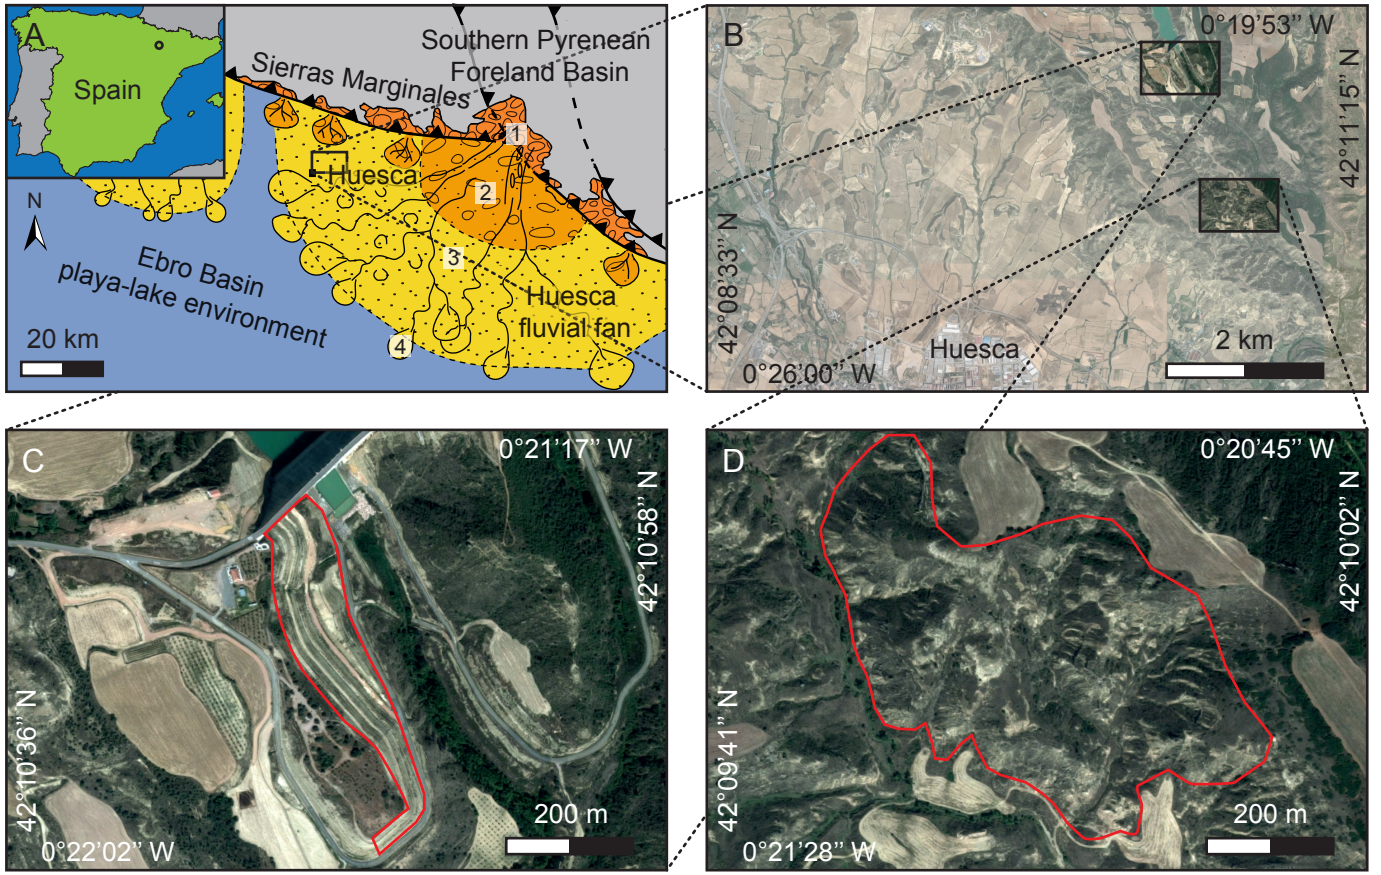 A
Spain
Southern Pyrenean
Foreland Basin
Sierras Marginales
1
2
Huesca
3
N
Ebro Basin
playa-lake environment
Huesca
fluvial fan
4
20 km
B
0°19'53'' W
42°11'15'' N
42°08'33'' N
Huesca
2 km
0°26'00'' W
C
0°21'17'' W
42°10'58'' N
42°10'36'' N
200 m
0°22'02'' W
D
0°20'45'' W
42°10'02'' N
42°09'41'' N
200 m
0°21'28'' W